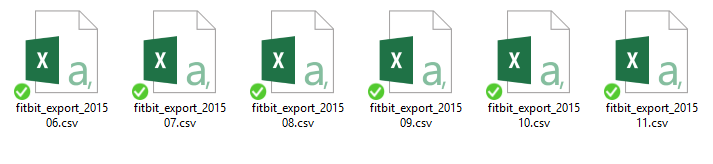 fitbit_export_2015
06.csv
fitbit_export_2015
07.csv
fitbit_export_2015
08.csv
fitbit_export_2015
09.csv
fitbit_export_2015
10.csv
fitbit_export_2015
11.csv
X
a,
X
a,
X
a,
X
a,
X
a,
X
a,